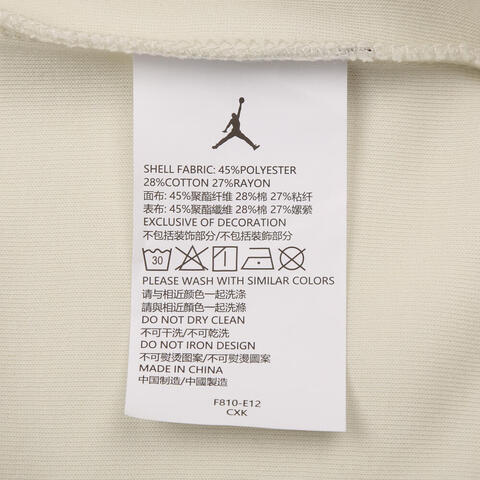 SHELL FABRIC: 45%POLYESTER
28%COTTON 27%RAYON
面布: 45%聚酯纤维 28%棉 27%粘纤
表布: 45%聚酯纖維 28%棉 27%嫘縈
EXCLUSIVE OF DECORATION
不包括装饰部分/不包括裝飾部分
30
PLEASE WASH WITH SIMILAR COLORS
请与相近颜色一起洗涤
請與相近顏色一起洗滌
DO NOT DRY CLEAN
不可干洗/不可乾洗
DO NOT IRON DESIGN
不可熨烫图案/不可熨燙圖案
MADE IN CHINA
中国制造/中國製造
F810-E12
CXK